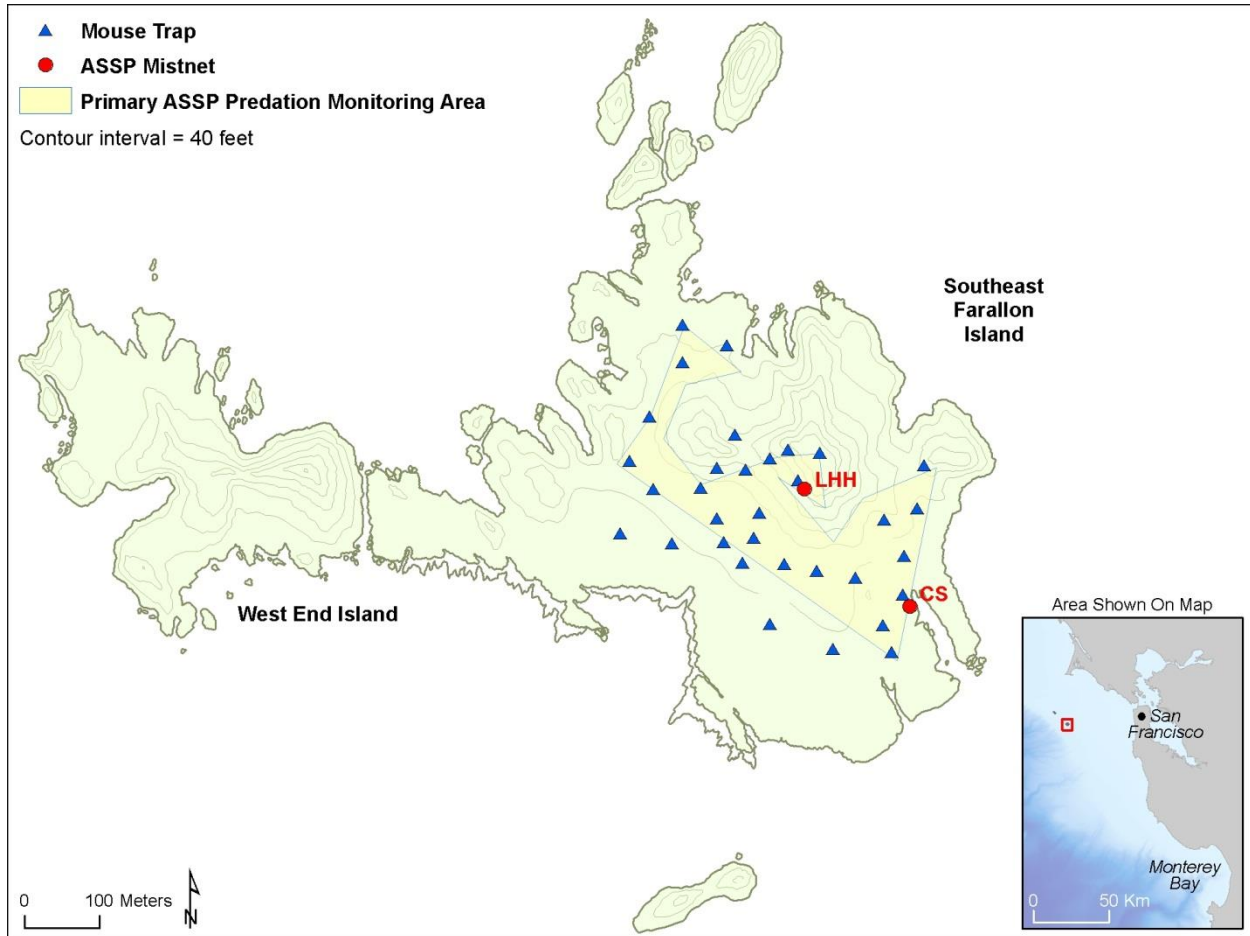 Mouse Trap
ASSP Mistnet
Primary ASSP Predation Monitoring Area
Contour interval = 40 feet
Southeast
Farallon
Island
LHH
CS
West End Island
Area Shown On Map
San
Francisco
Monterey
Bay
0 50 Km
0 100 Meters
N